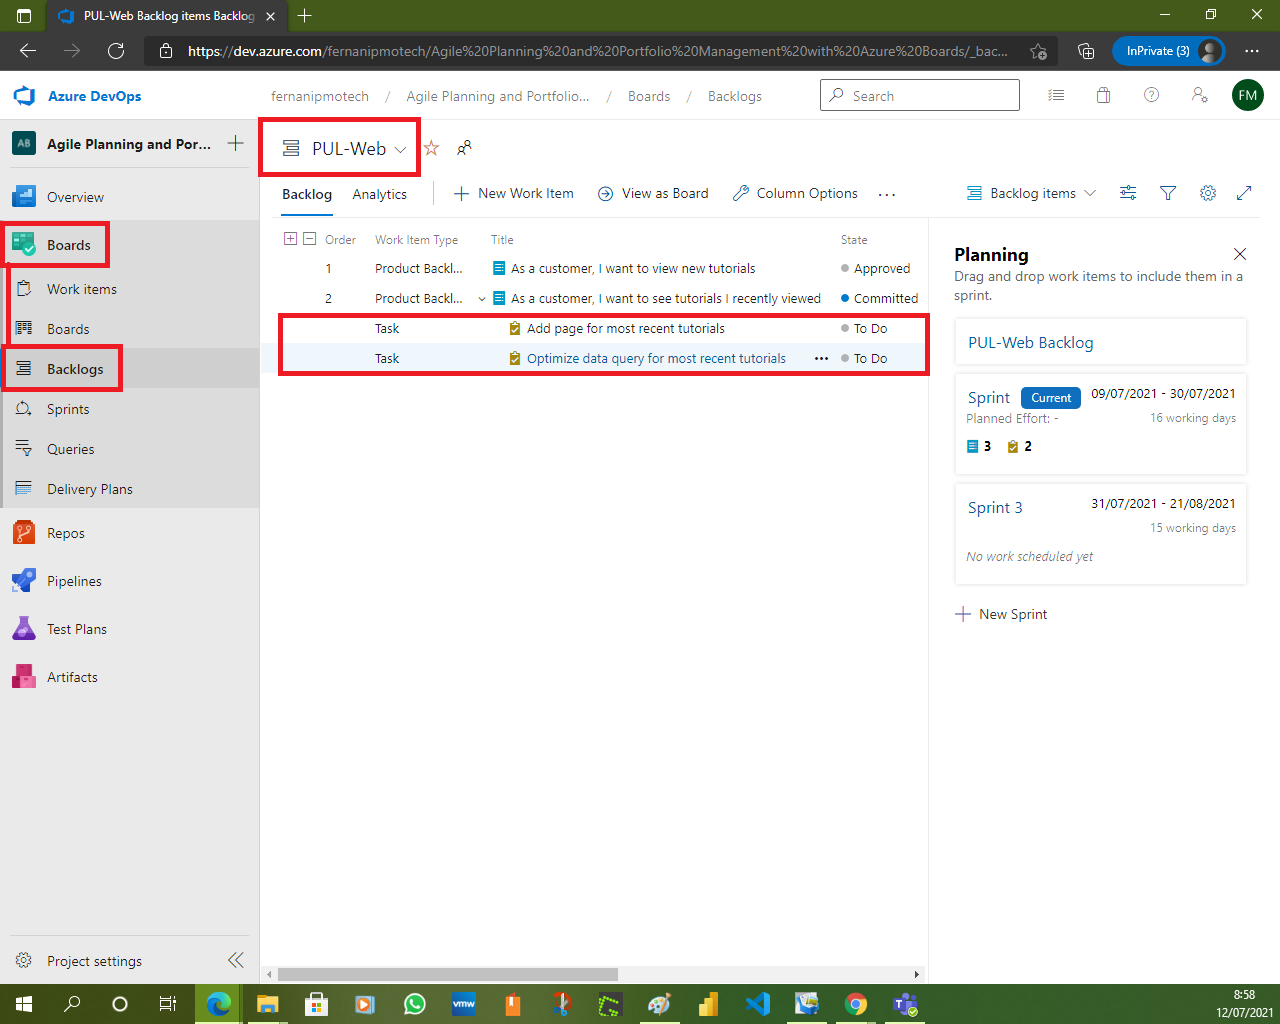 PUL-Web Backlog items Backlog
https://dev.azure.com/fernanipmotech/Agile%20Planning%20and%20Portfolio%20Management%20with%20Azure%20Boards/_bac...
InPrivate (3)
Azure DevOps
fernanipmotech / Agile Planning and Portfolio... / Boards / Backlogs
Search
FM
AB
Agile Planning and Por...
PUL-Web
Overview
Boards
Work items
Boards
Backlogs
Sprints
Queries
Delivery Plans
Repos
Pipelines
Test Plans
Artifacts
Project settings
Backlog
Analytics
New Work Item
View as Board
Column Options
Backlog items
Order Work Item Type Title State
1 Product Backl... As a customer, I want to view new tutorials Approved
2 Product Backl... As a customer, I want to see tutorials I recently viewed Committed
Task Add page for most recent tutorials To Do
Task Optimize data query for most recent tutorials ... To Do
Planning
Drag and drop work items to include them in a
sprint.
PUL-Web Backlog
Sprint Current 09/07/2021 - 30/07/2021
Planned Effort: - 16 working days
3 2
Sprint 3 31/07/2021 - 21/08/2021
15 working days
No work scheduled yet
New Sprint
vmw
8:58
12/07/2021